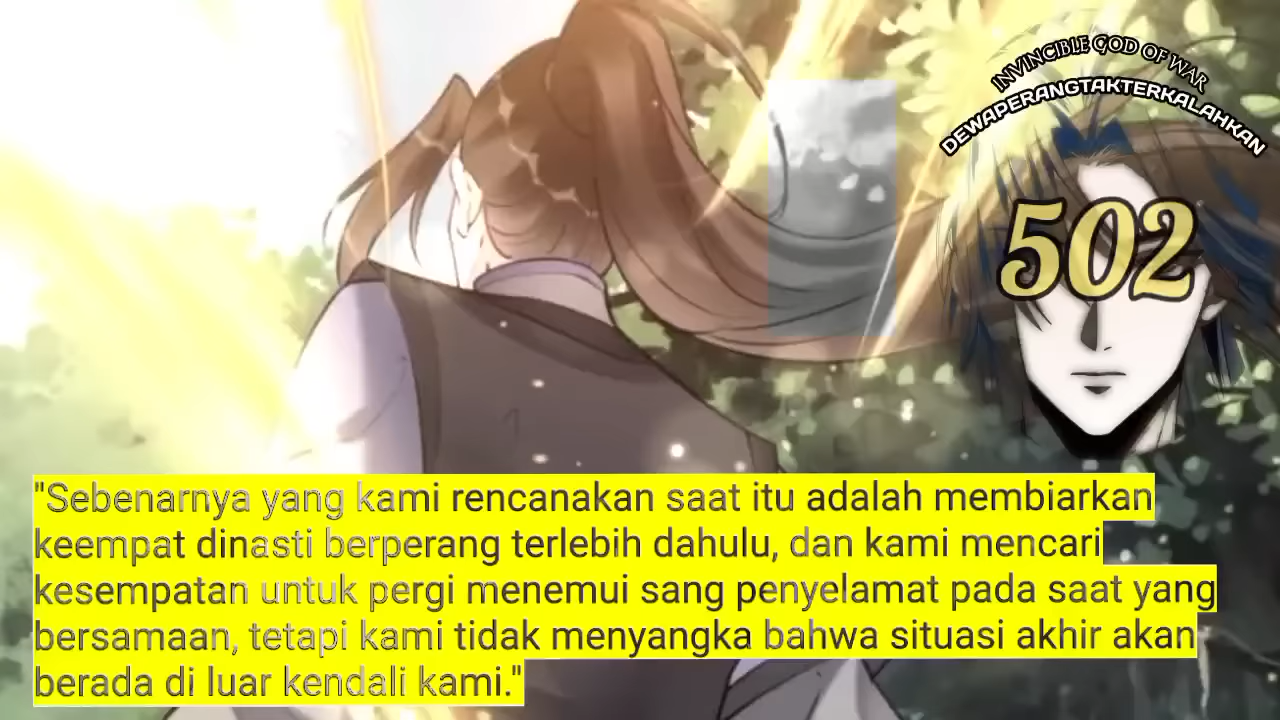 INVINCIBLE GOD OF WAR
DEWAPERANGTAKTERKALAHKAN
502
"Sebenarnya yang kami rencanakan saat itu adalah membiarkan
keempat dinasti berperang terlebih dahulu, dan kami mencari
kesempatan untuk pergi menemui sang penyelamat pada saat yang
bersamaan, tetapi kami tidak menyangka bahwa situasi akhir akan
berada di luar kendali kami."